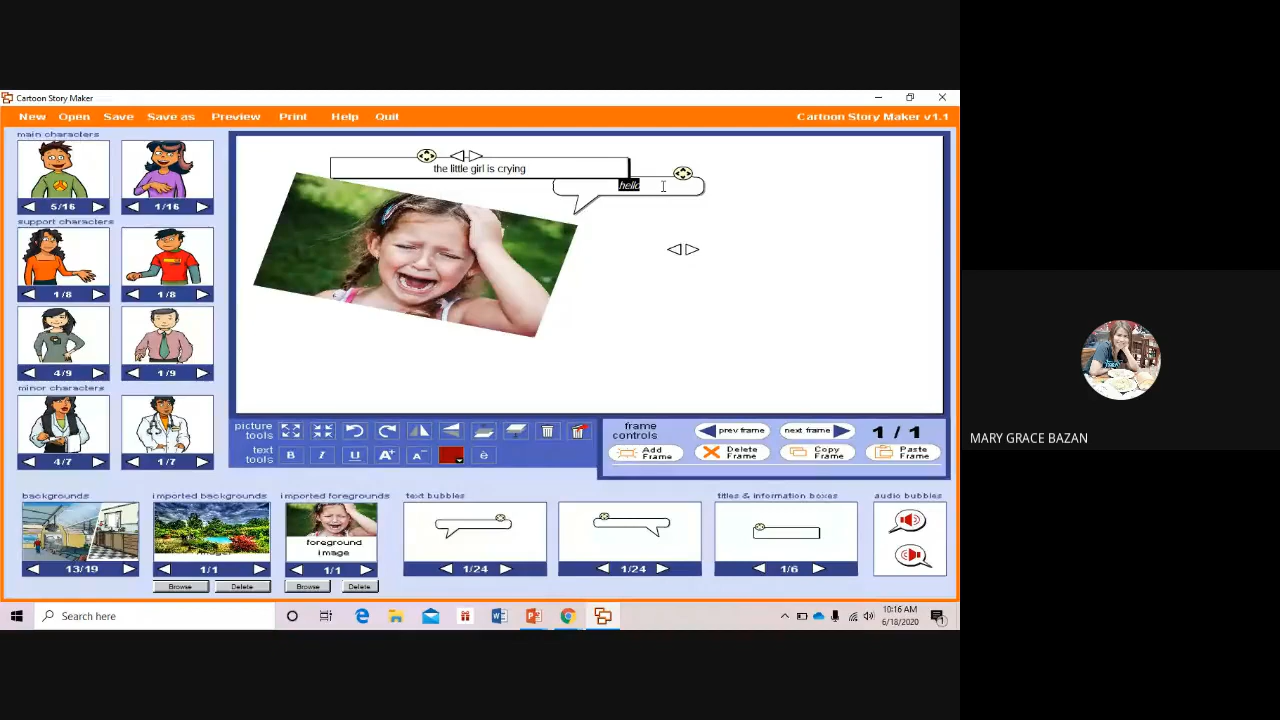 Cartoon Story Maker
New Open Save Save as Preview Print Help Quit Cartoon Story Maker v1.1
main characters
5/16 1/16
support characters
1/8 1/8
4/9 1/9
minor characters
4/7 1/7
the little girl is crying
hello
picture tools
text tools
B I U A+ A- è
frame controls
prev frame next frame 1 / 1
Add Frame Delete Frame Copy Frame Paste Frame
backgrounds imported backgrounds imported foregrounds text bubbles titles & information boxes audio bubbles
foreground image
13/19 1/1 1/1 1/24 1/24 1/6
Browse Delete Browse Delete
Search here
10:16 AM
6/18/2020
MARY GRACE BAZAN